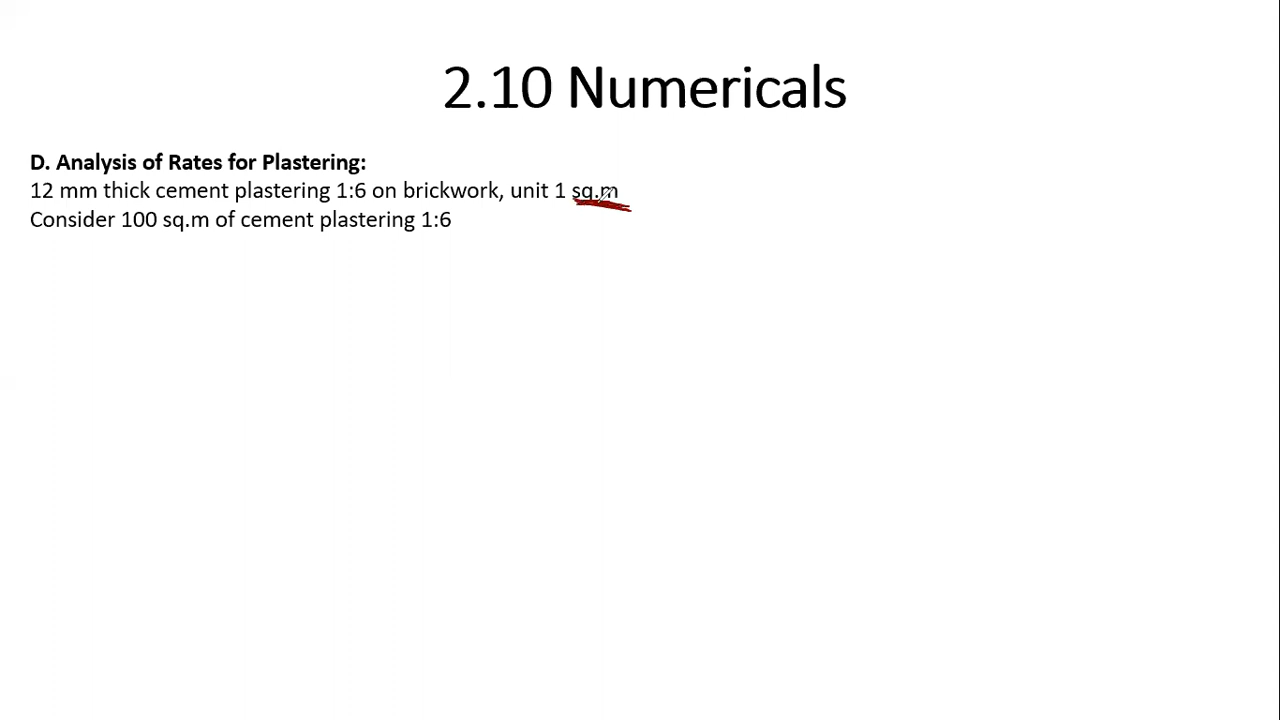 2.10 Numericals
D. Analysis of Rates for Plastering:
12 mm thick cement plastering 1:6 on brickwork, unit 1 sq.m
Consider 100 sq.m of cement plastering 1:6